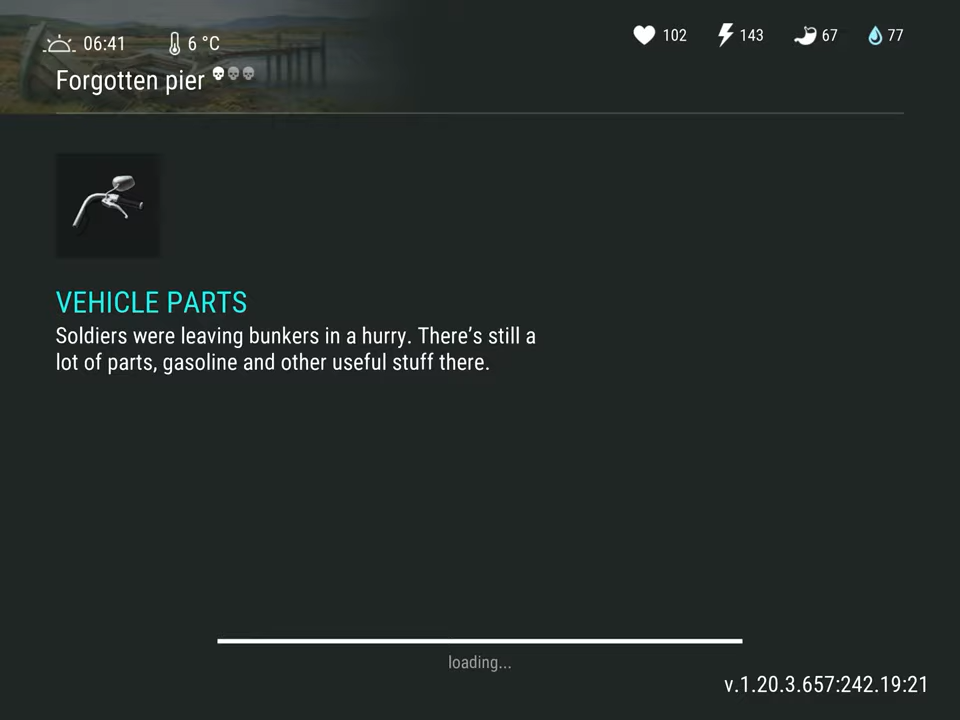 06:41 6 °C 102 143 67 77
Forgotten pier
VEHICLE PARTS
Soldiers were leaving bunkers in a hurry. There's still a
lot of parts, gasoline and other useful stuff there.
loading...
v.1.20.3.657:242.19:21